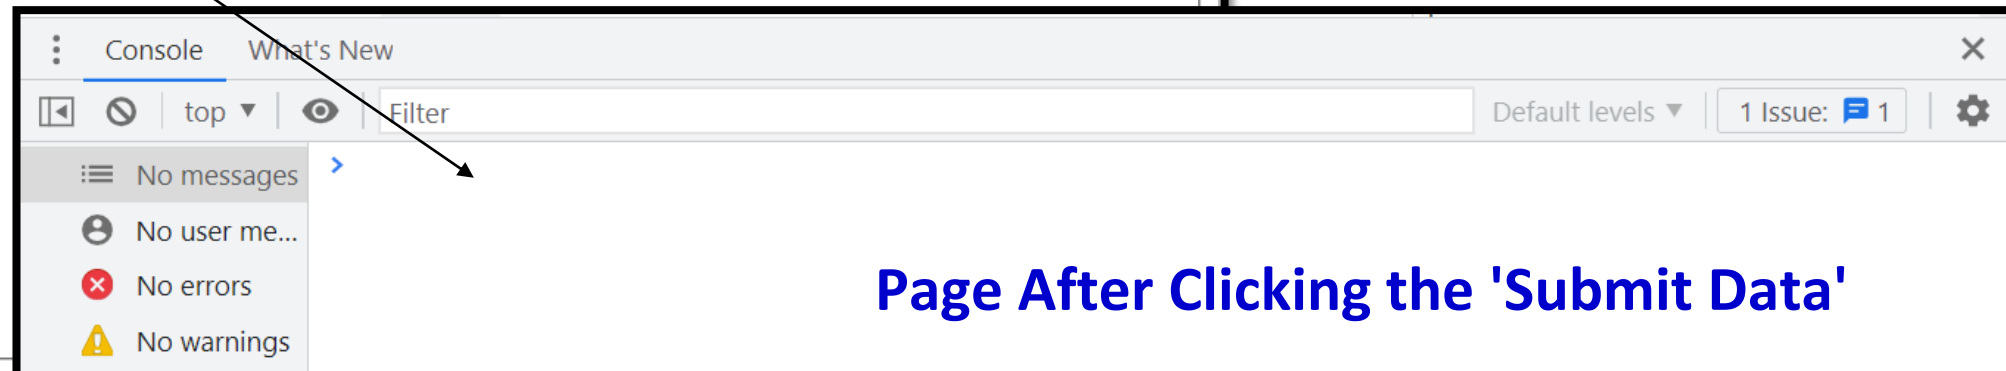 Console What's New
top Filter Default levels 1 Issue: 1
No messages
No user me...
No errors
No warnings
Page After Clicking the 'Submit Data'